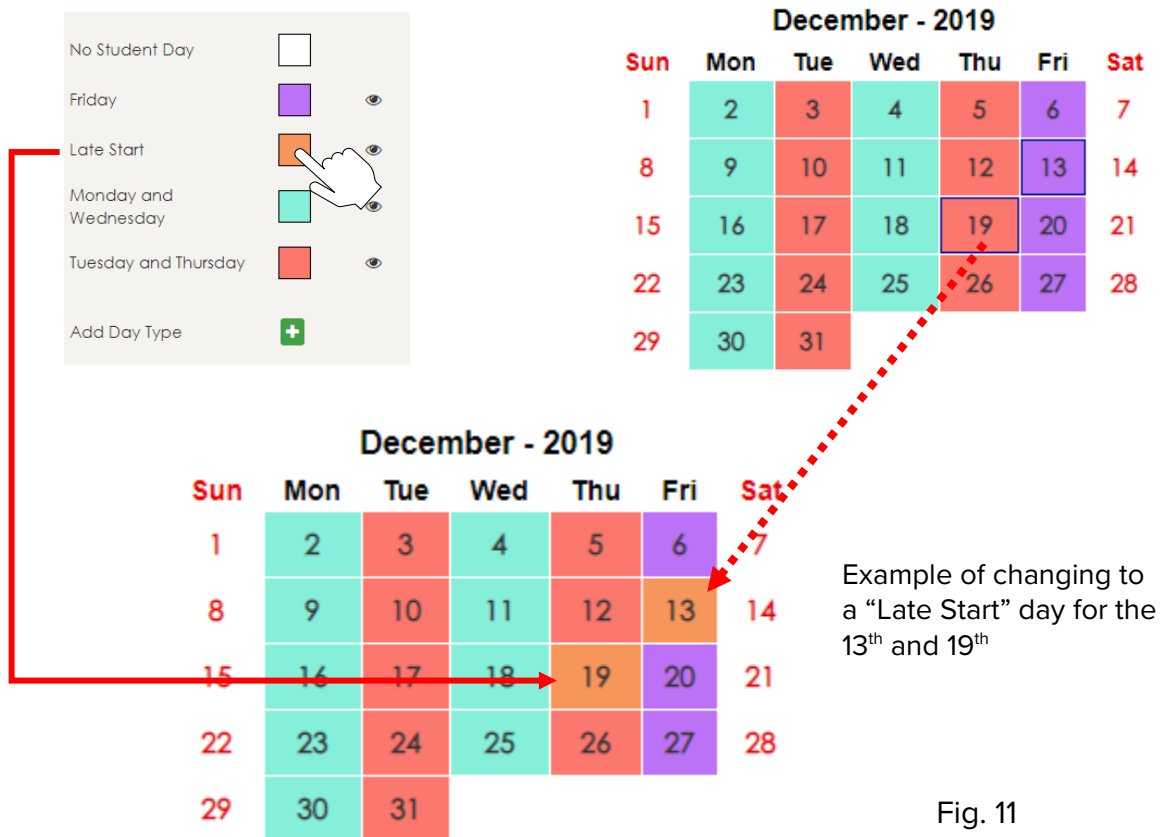 No Student Day
Friday
Late Start
Monday and
Wednesday
Tuesday and Thursday
Add Day Type
December - 2019
Sun Mon Tue Wed Thu Fri Sat
1 2 3 4 5 6 7
8 9 10 11 12 13 14
15 16 17 18 19 20 21
22 23 24 25 26 27 28
29 30 31
December - 2019
Sun Mon Tue Wed Thu Fri Sat
1 2 3 4 5 6 7
8 9 10 11 12 13 14
15 16 17 18 19 20 21
22 23 24 25 26 27 28
29 30 31
Example of changing to
a “Late Start” day for the
13th and 19th
Fig. 11